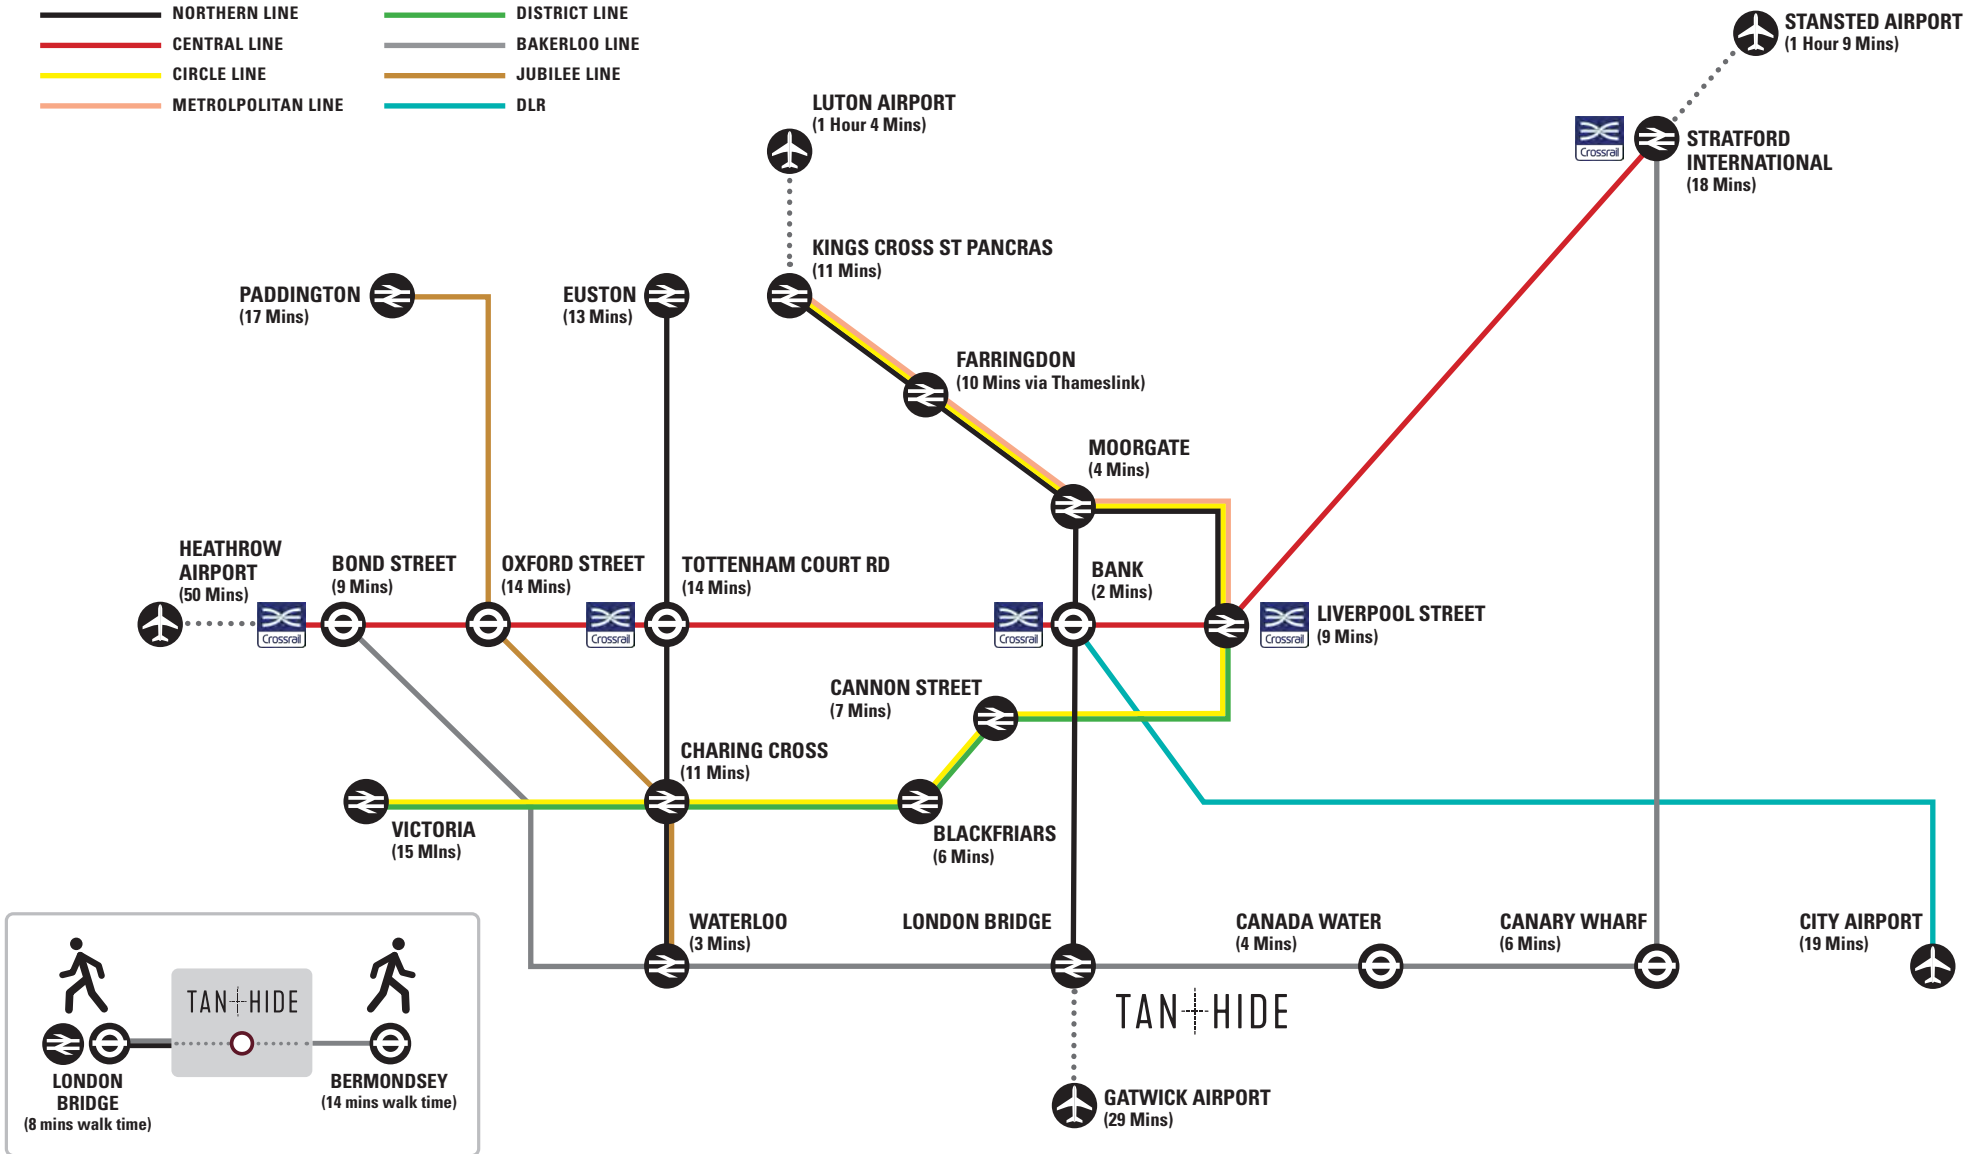 NORTHERN LINE
CENTRAL LINE
CIRCLE LINE
METROLPOLITAN LINE
DISTRICT LINE
BAKERLOO LINE
JUBILEE LINE
DLR
STANSTED AIRPORT
(1 Hour 9 Mins)
LUTON AIRPORT
(1 Hour 4 Mins)
Crossrail
STRATFORD
INTERNATIONAL
(18 Mins)
KINGS CROSS ST PANCRAS
(11 Mins)
PADDINGTON
(17 Mins)
EUSTON
(13 Mins)
FARRINGDON
(10 Mins via Thameslink)
MOORGATE
(4 Mins)
HEATHROW
AIRPORT
(50 Mins)
Crossrail
BOND STREET
(9 Mins)
OXFORD STREET
(14 Mins)
Crossrail
TOTTENHAM COURT RD
(14 Mins)
Crossrail
BANK
(2 Mins)
Crossrail
LIVERPOOL STREET
(9 Mins)
CANNON STREET
(7 Mins)
CHARING CROSS
(11 Mins)
VICTORIA
(15 MIns)
BLACKFRIARS
(6 Mins)
WATERLOO
(3 Mins)
LONDON BRIDGE
CANADA WATER
(4 Mins)
CANARY WHARF
(6 Mins)
CITY AIRPORT
(19 Mins)
TAN+HIDE
GATWICK AIRPORT
(29 Mins)
TAN+HIDE
LONDON
BRIDGE
(8 mins walk time)
BERMONDSEY
(14 mins walk time)